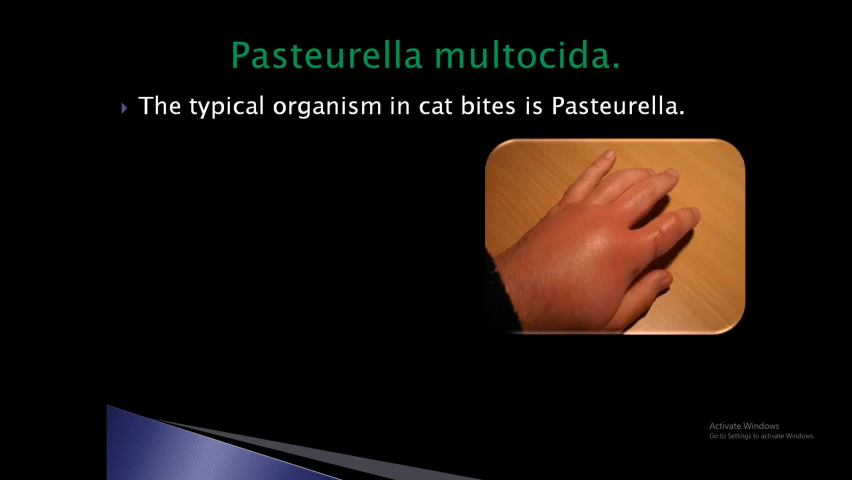 Pasteurella multocida.
The typical organism in cat bites is Pasteurella.
Activate Windows
Go to Settings to activate Windows.